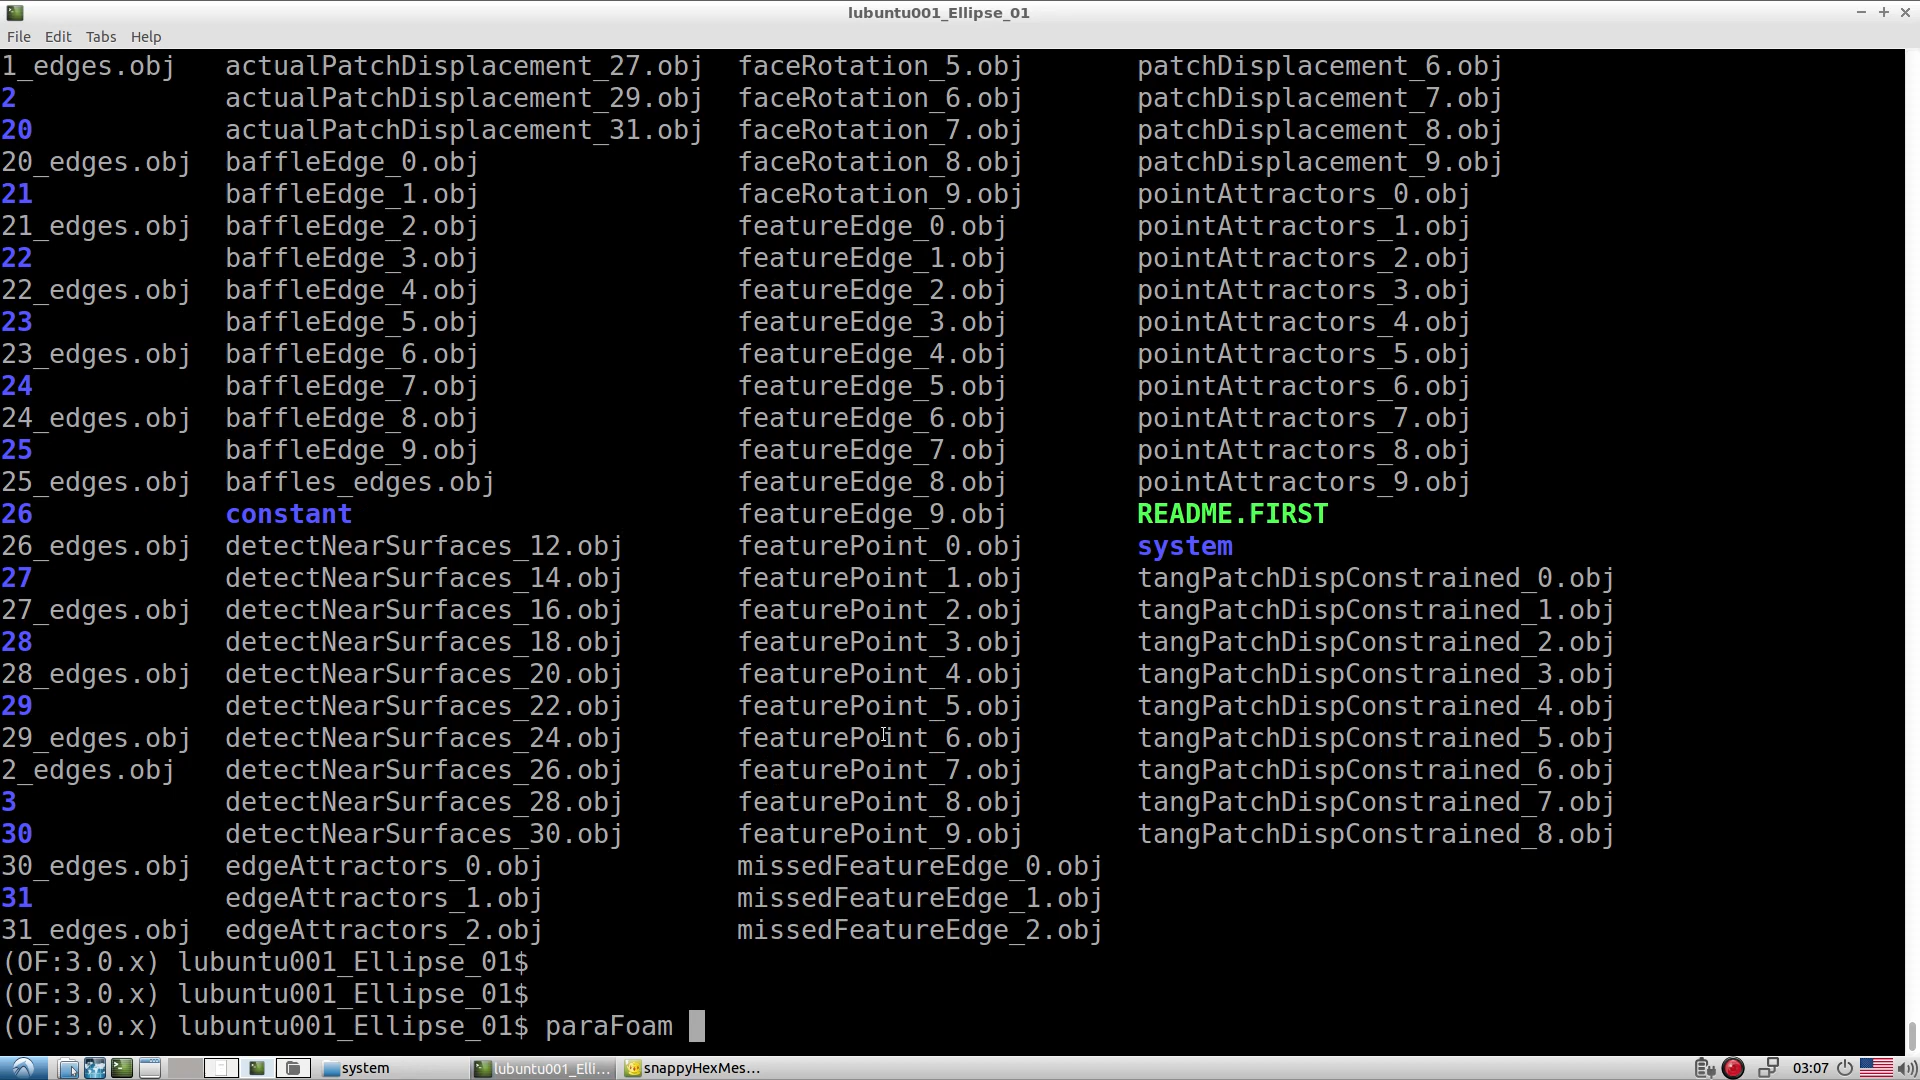 lubuntu001_Ellipse_01
File Edit Tabs Help
1_edges.obj actualPatchDisplacement_27.obj faceRotation_5.obj patchDisplacement_6.obj
2 actualPatchDisplacement_29.obj faceRotation_6.obj patchDisplacement_7.obj
20 actualPatchDisplacement_31.obj faceRotation_7.obj patchDisplacement_8.obj
20_edges.obj baffleEdge_0.obj faceRotation_8.obj patchDisplacement_9.obj
21 baffleEdge_1.obj faceRotation_9.obj pointAttractors_0.obj
21_edges.obj baffleEdge_2.obj featureEdge_0.obj pointAttractors_1.obj
22 baffleEdge_3.obj featureEdge_1.obj pointAttractors_2.obj
22_edges.obj baffleEdge_4.obj featureEdge_2.obj pointAttractors_3.obj
23 baffleEdge_5.obj featureEdge_3.obj pointAttractors_4.obj
23_edges.obj baffleEdge_6.obj featureEdge_4.obj pointAttractors_5.obj
24 baffleEdge_7.obj featureEdge_5.obj pointAttractors_6.obj
24_edges.obj baffleEdge_8.obj featureEdge_6.obj pointAttractors_7.obj
25 baffleEdge_9.obj featureEdge_7.obj pointAttractors_8.obj
25_edges.obj baffles_edges.obj featureEdge_8.obj pointAttractors_9.obj
26 constant featureEdge_9.obj README.FIRST
26_edges.obj detectNearSurfaces_12.obj featurePoint_0.obj system
27 detectNearSurfaces_14.obj featurePoint_1.obj tangPatchDispConstrained_0.obj
27_edges.obj detectNearSurfaces_16.obj featurePoint_2.obj tangPatchDispConstrained_1.obj
28 detectNearSurfaces_18.obj featurePoint_3.obj tangPatchDispConstrained_2.obj
28_edges.obj detectNearSurfaces_20.obj featurePoint_4.obj tangPatchDispConstrained_3.obj
29 detectNearSurfaces_22.obj featurePoint_5.obj tangPatchDispConstrained_4.obj
29_edges.obj detectNearSurfaces_24.obj featurePoint_6.obj tangPatchDispConstrained_5.obj
2_edges.obj detectNearSurfaces_26.obj featurePoint_7.obj tangPatchDispConstrained_6.obj
3 detectNearSurfaces_28.obj featurePoint_8.obj tangPatchDispConstrained_7.obj
30 detectNearSurfaces_30.obj featurePoint_9.obj tangPatchDispConstrained_8.obj
30_edges.obj edgeAttractors_0.obj missedFeatureEdge_0.obj
31 edgeAttractors_1.obj missedFeatureEdge_1.obj
31_edges.obj edgeAttractors_2.obj missedFeatureEdge_2.obj
(OF:3.0.x) lubuntu001_Ellipse_01$
(OF:3.0.x) lubuntu001_Ellipse_01$
(OF:3.0.x) lubuntu001_Ellipse_01$ paraFoam
system lubuntu001_Elli... snappyHexMes... 03:07